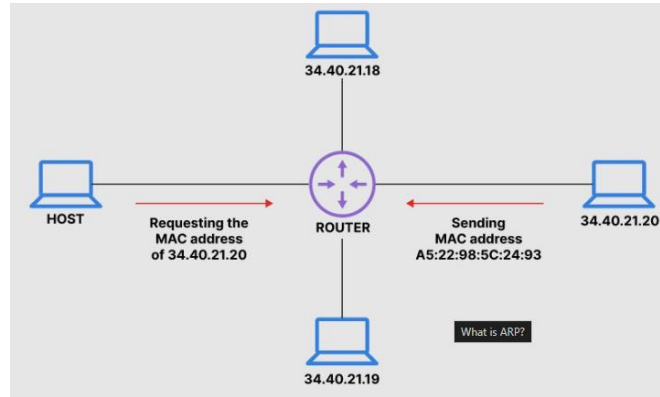 34.40.21.18
HOST
Requesting the
MAC address
of 34.40.21.20
ROUTER
Sending
MAC address
A5:22:98:5C:24:93
34.40.21.20
What is ARP?
34.40.21.19